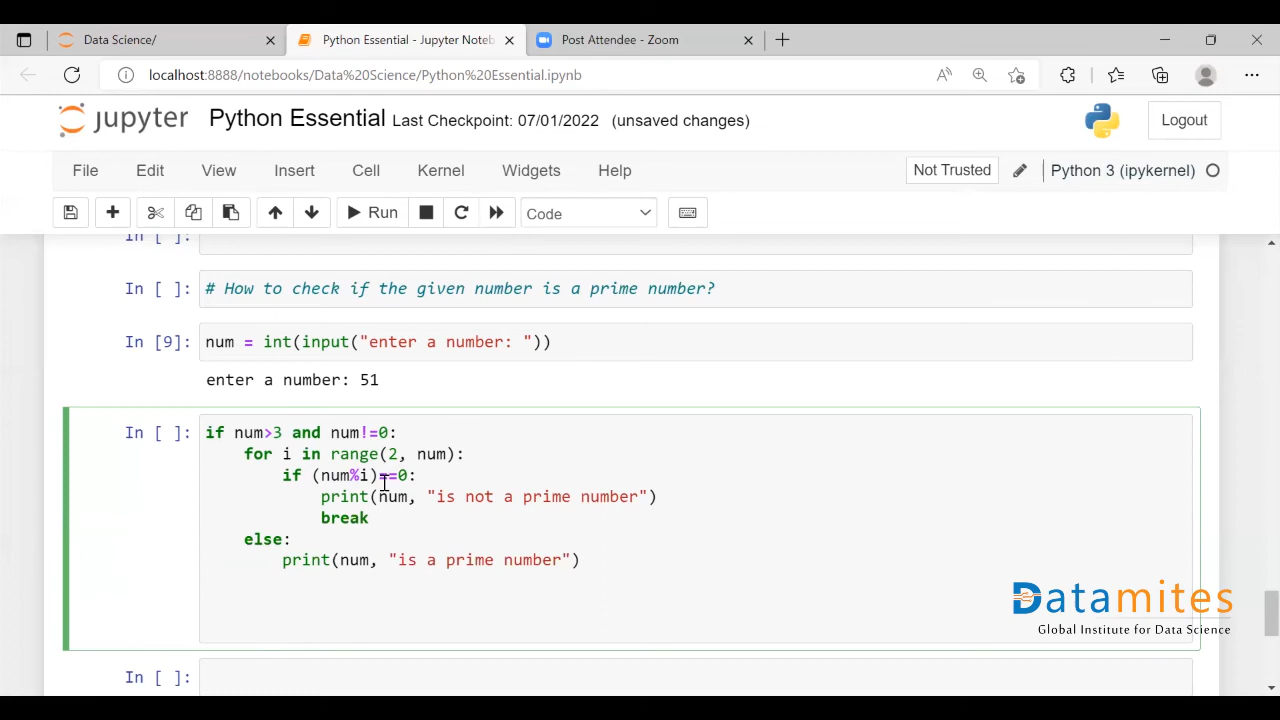 Data Science/
Python Essential - Jupyter Noteb
Post Attendee - Zoom
localhost:8888/notebooks/Data%20Science/Python%20Essential.ipynb
jupyter Python Essential Last Checkpoint: 07/01/2022 (unsaved changes)
Logout
File Edit View Insert Cell Kernel Widgets Help
Not Trusted
Python 3 (ipykernel)
Run
Code
In [ ]:
In [ ]: # How to check if the given number is a prime number?
In [9]: num = int(input("enter a number: "))
enter a number: 51
In [ ]: if num>3 and num!=0:
for i in range(2, num):
if (num%i)==0:
print(num, "is not a prime number")
break
else:
print(num, "is a prime number")
Datamites
Global Institute for Data Science
In [ ]: